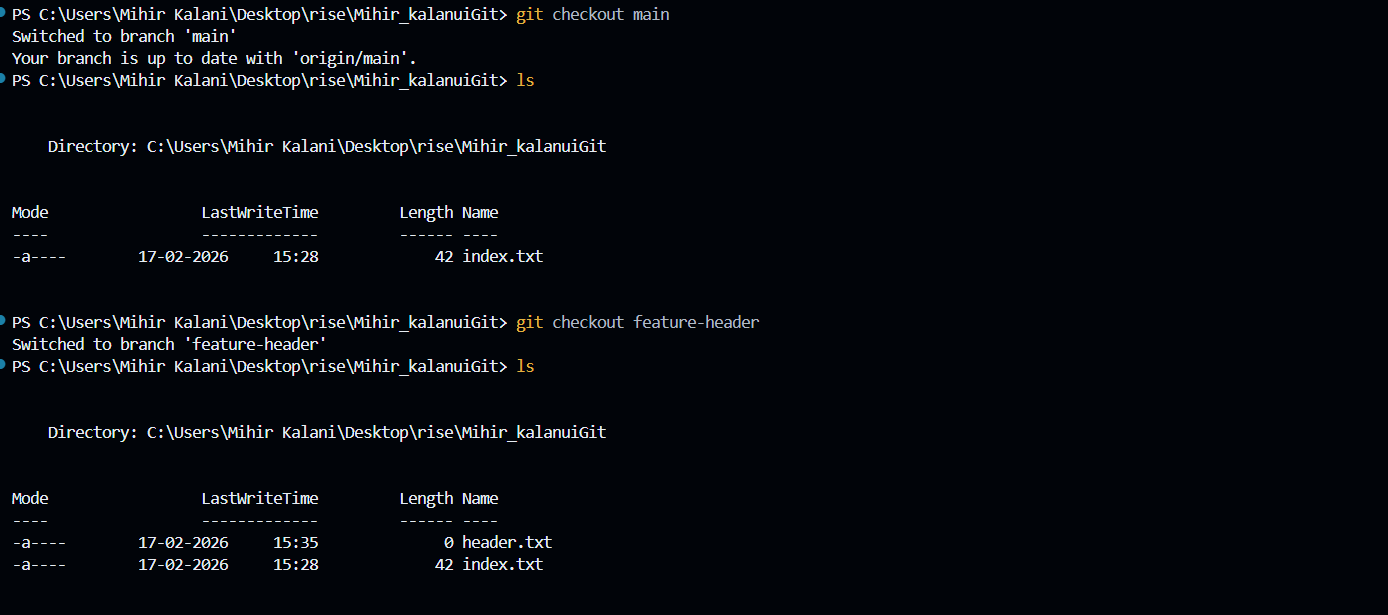 PS C:\Users\Mihir Kalani\Desktop\rise\Mihir_kalanuiGit> git checkout main
Switched to branch 'main'
Your branch is up to date with 'origin/main'.
PS C:\Users\Mihir Kalani\Desktop\rise\Mihir_kalanuiGit> ls
    Directory: C:\Users\Mihir Kalani\Desktop\rise\Mihir_kalanuiGit
Mode                 LastWriteTime         Length Name
----                 -------------         ------ ----
-a----        17-02-2026     15:28             42 index.txt
PS C:\Users\Mihir Kalani\Desktop\rise\Mihir_kalanuiGit> git checkout feature-header
Switched to branch 'feature-header'
PS C:\Users\Mihir Kalani\Desktop\rise\Mihir_kalanuiGit> ls
    Directory: C:\Users\Mihir Kalani\Desktop\rise\Mihir_kalanuiGit
Mode                 LastWriteTime         Length Name
----                 -------------         ------ ----
-a----        17-02-2026     15:35              0 header.txt
-a----        17-02-2026     15:28             42 index.txt